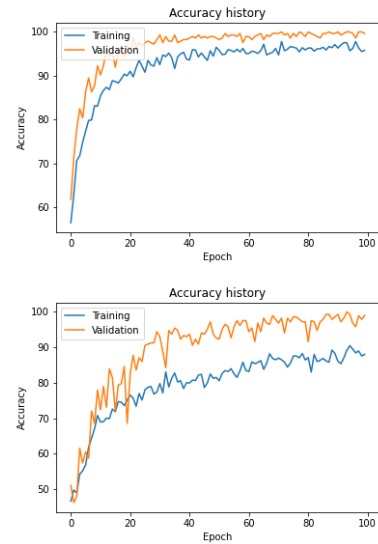 Accuracy history
100
90
80
70
60
Accuracy
Training
Validation
0 20 40 60 80 100
Epoch
Accuracy history
100
90
80
70
60
50
Accuracy
Training
Validation
0 20 40 60 80 100
Epoch